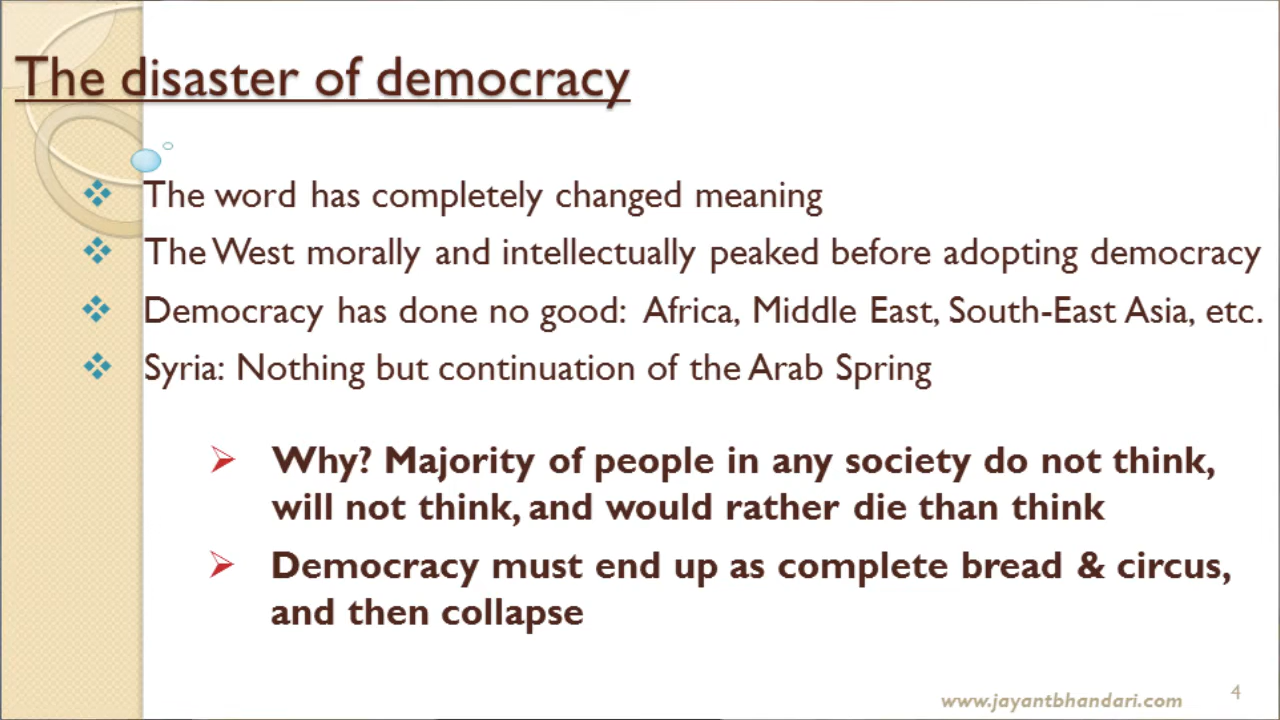 The disaster of democracy
The word has completely changed meaning
The West morally and intellectually peaked before adopting democracy
Democracy has done no good: Africa, Middle East, South-East Asia, etc.
Syria: Nothing but continuation of the Arab Spring
Why? Majority of people in any society do not think,
will not think, and would rather die than think
Democracy must end up as complete bread & circus,
and then collapse
www.jayantbhandari.com
4